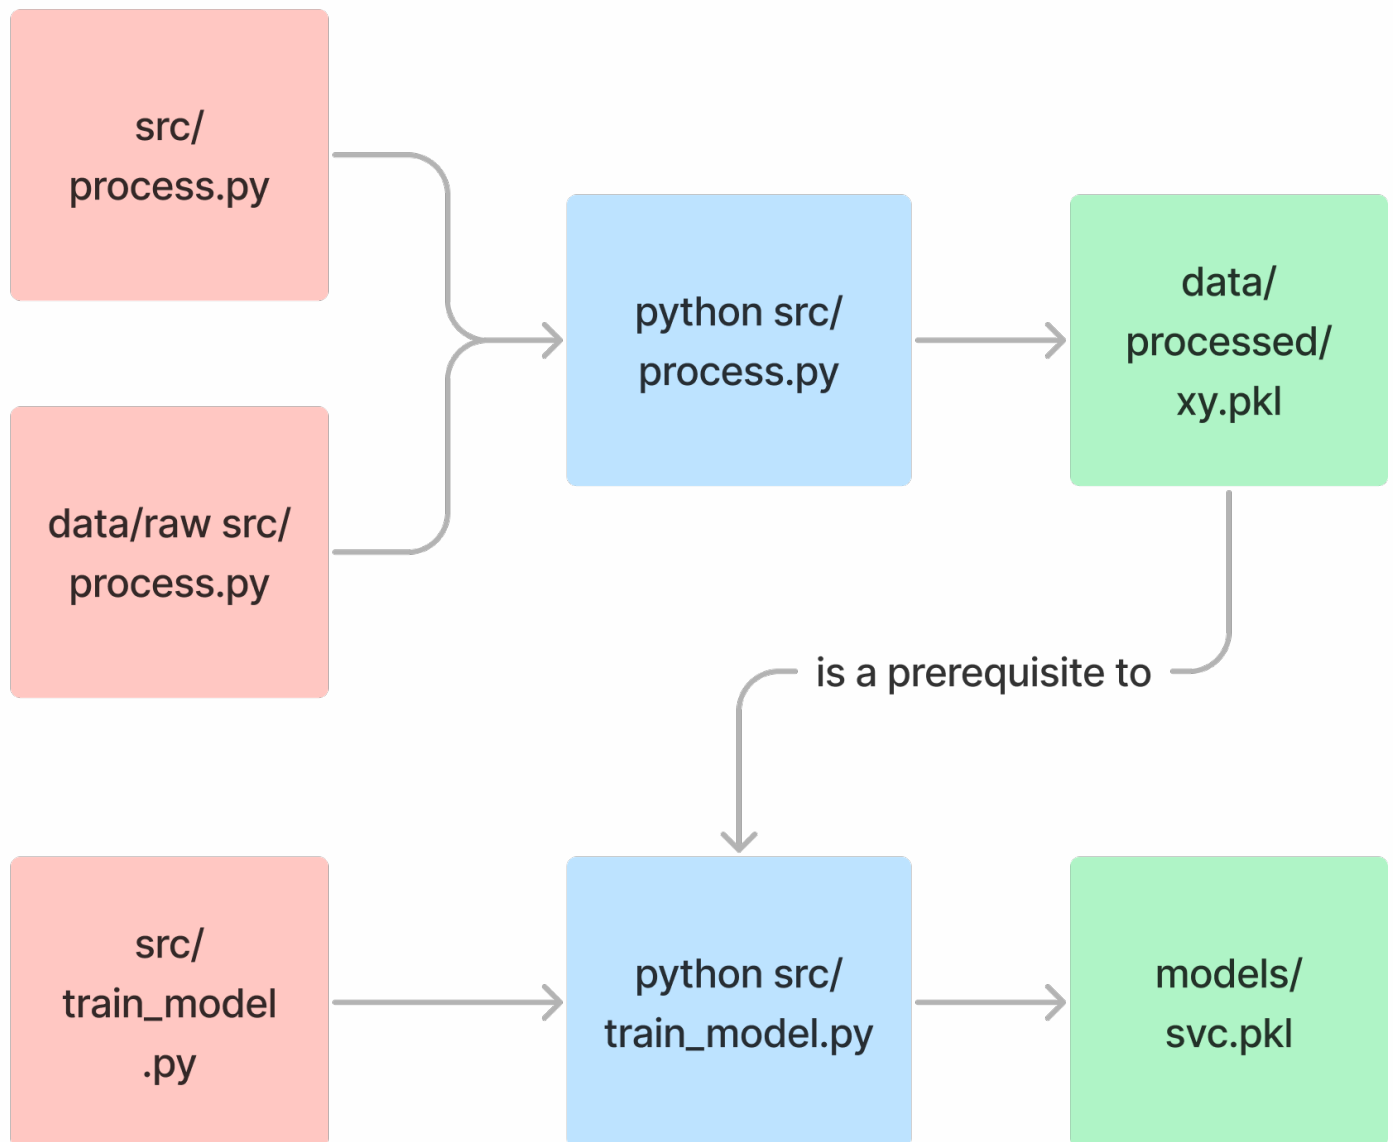 src/
process.py
python src/
process.py
data/
processed/
xy.pkl
data/raw src/
process.py
is a prerequisite to
src/
train_model
.py
python src/
train_model.py
models/
svc.pkl